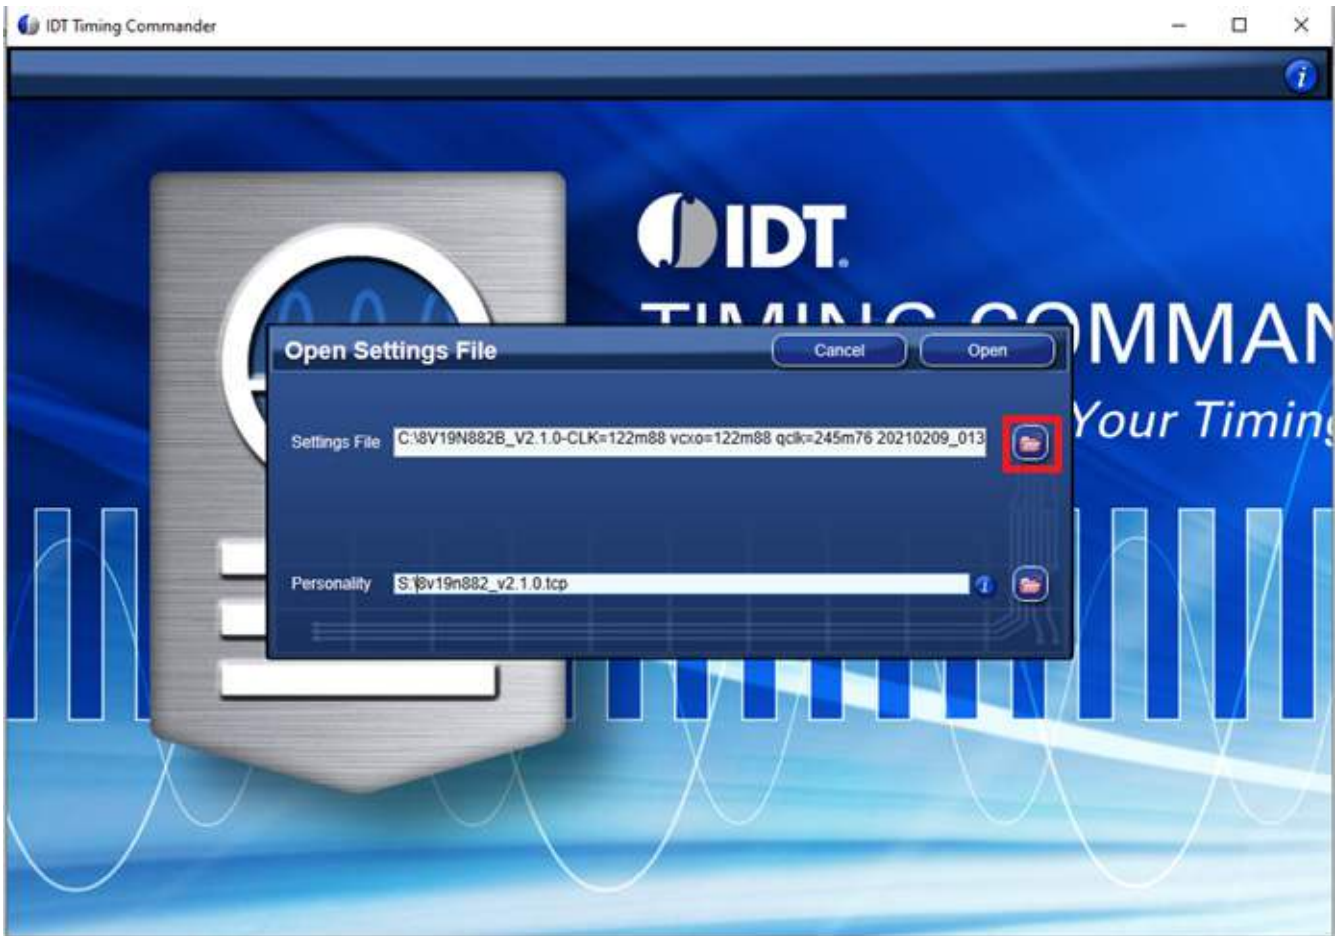 IDT Timing Commander
i
IDT
TIMING COMMAN
Your Timing
Open Settings File
Cancel
Open
Settings File
C:\8V19N882B_V2.1.0-CLK=122m88 vcxo=122m88 qclk=245m76 20210209_013
Personality
S:\8v19n882_v2.1.0.tcp
i